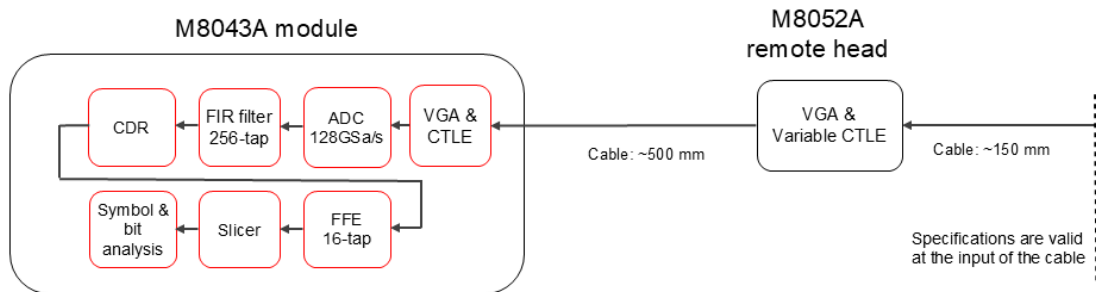 M8043A module
M8052A
remote head
CDR
FIR filter
256-tap
ADC
128GSa/s
VGA &
CTLE
VGA &
Variable CTLE
Cable: ~500 mm
Cable: ~150 mm
Symbol &
bit
analysis
Slicer
FFE
16-tap
Specifications are valid
at the input of the cable